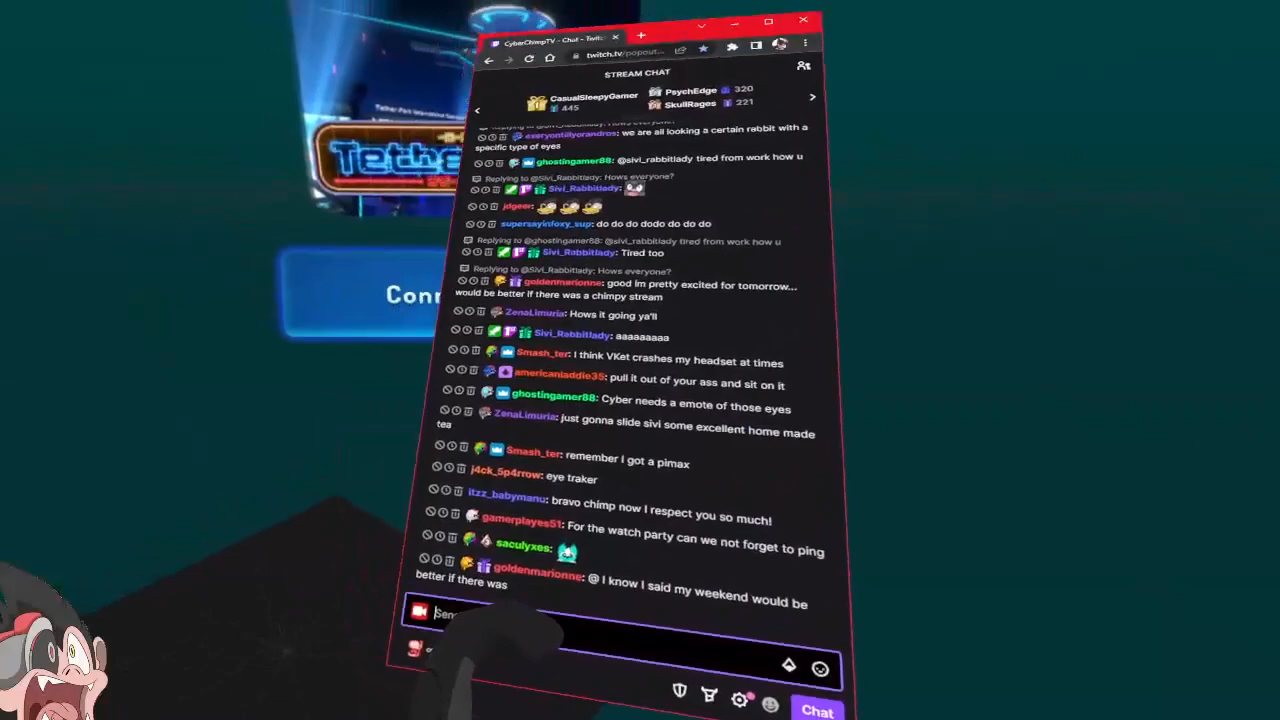 CyberChimpTV - Chat - Twitc
twitch.tv/popout...
STREAM CHAT
CasualSleepyGamer
445
PsychEdge 320
SkullRages 221
exeryontillyorandros: we are all looking a certain rabbit with a
specific type of eyes
ghostingamer88: @sivi_rabbitlady tired from work how u
Replying to @Sivi_Rabbitlady: Hows everyone?
Sivi_Rabbitlady:
jdgeer:
supersayinfoxy_sup: do do do dodo do do do
Replying to @ghostingamer88: @sivi_rabbitlady tired from work how u
Sivi_Rabbitlady: Tired too
Replying to @Sivi_Rabbitlady: Hows everyone?
goldenmarionne: good im pretty excited for tomorrow...
would be better if there was a chimpy stream
ZenaLimuria: Hows it going ya'll
Sivi_Rabbitlady: aaaaaaaaa
Smash_ter: I think VKet crashes my headset at times
americanladdie35: pull it out of your ass and sit on it
ghostingamer88: Cyber needs a emote of those eyes
ZenaLimuria: just gonna slide sivi some excellent home made
tea
Smash_ter: remember I got a pimax
j4ck_5p4rrow: eye traker
itzz_babymanu: bravo chimp now I respect you so much!
gamerplayes51: For the watch party can we not forget to ping
saculyxes:
goldenmarionne: @ I know I said my weekend would be
better if there was
Chat
Tethe
Conn